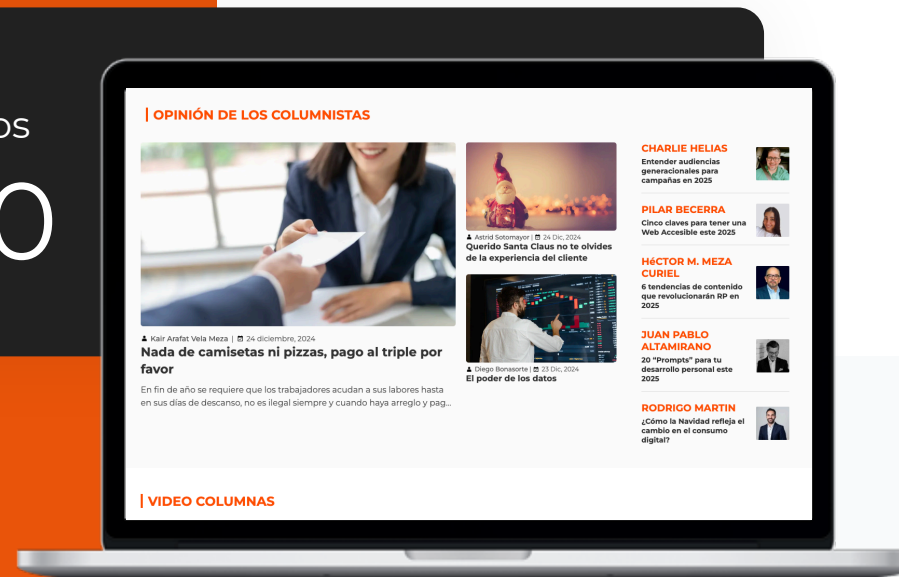 OS
O
OPINIÓN DE LOS COLUMNISTAS
Kair Arafat Vela Meza | 24 diciembre, 2024
Nada de camisetas ni pizzas, pago al triple por
favor
En fin de año se requiere que los trabajadores acudan a sus labores hasta
en sus días de descanso, no es ilegal siempre y cuando haya arreglo y pag...
Astrid Sotomayor | 24 Dic, 2024
Querido Santa Claus no te olvides
de la experiencia del cliente
Diego Bonasorte | 23 Dic, 2024
El poder de los datos
CHARLIE HELIAS
Entender audiencias
generacionales para
campañas en 2025
PILAR BECERRA
Cinco claves para tener una
Web Accesible este 2025
HéCTOR M. MEZA
CURIEL
6 tendencias de contenido
que revolucionarán RP en
2025
JUAN PABLO
ALTAMIRANO
20 "Prompts" para tu
desarrollo personal este
2025
RODRIGO MARTIN
¿Cómo la Navidad refleja el
cambio en el consumo
digital?
VIDEO COLUMNAS